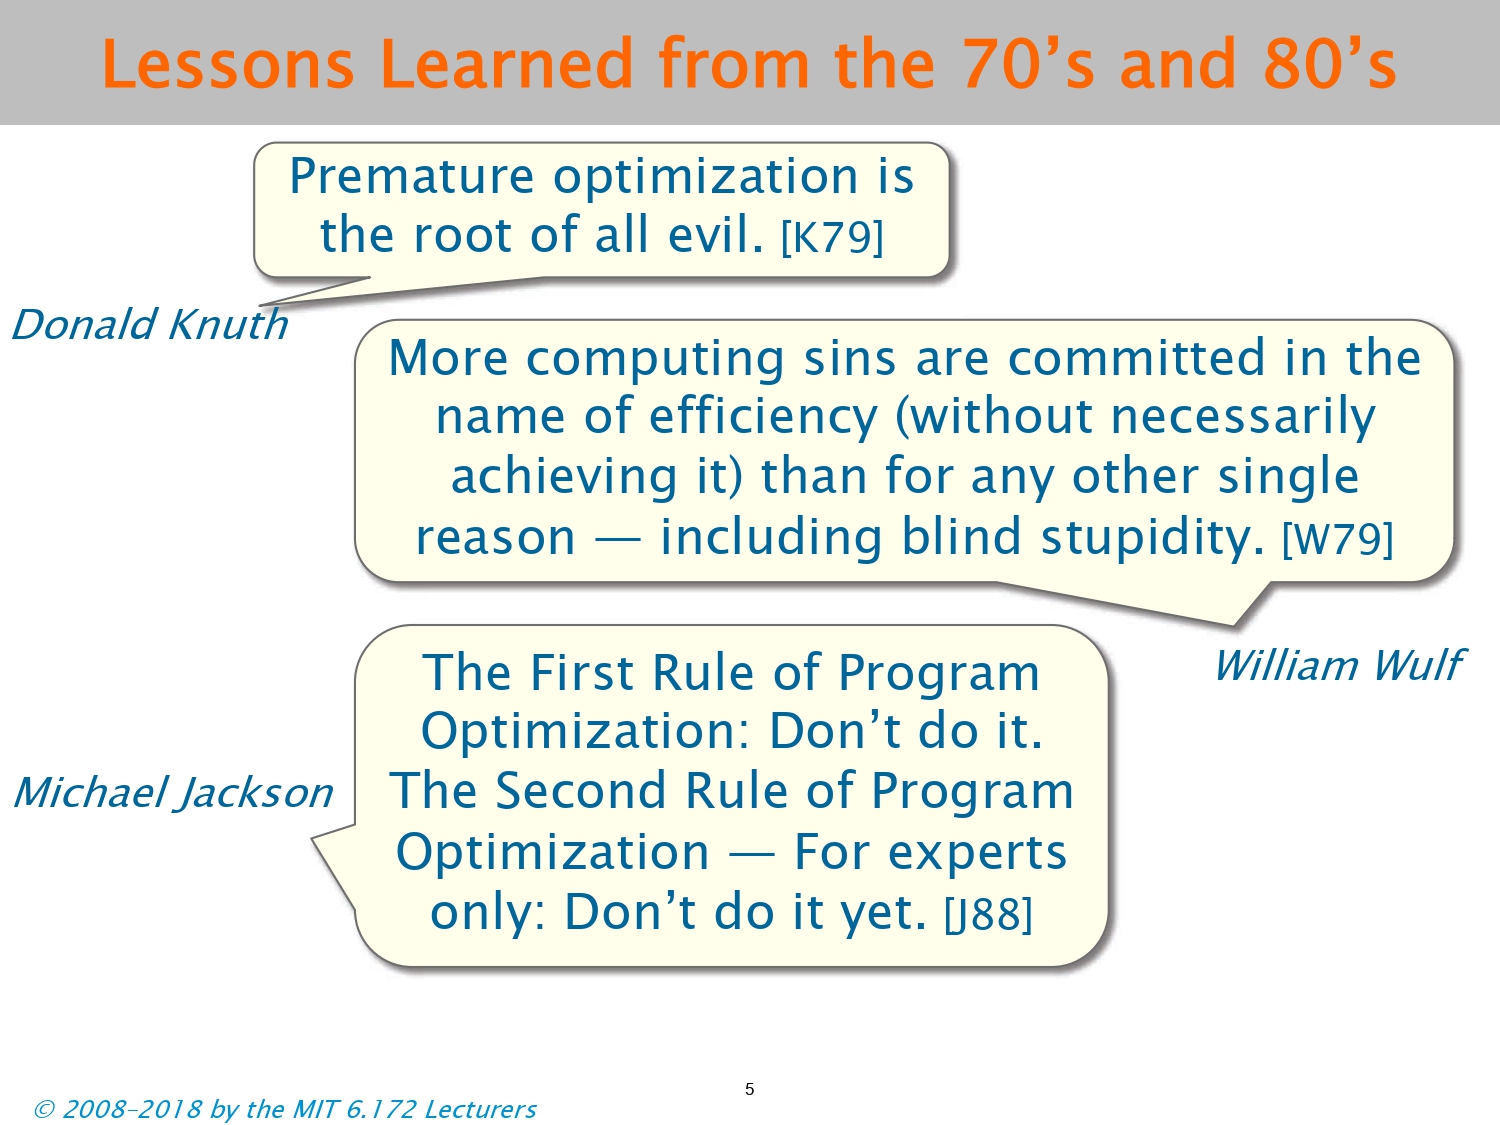 Lessons Learned from the 70’s and 80’s
Premature optimization is
the root of all evil. [K79]
Donald Knuth
More computing sins are committed in the
name of efficiency (without necessarily
achieving it) than for any other single
reason — including blind stupidity. [W79]
William Wulf
The First Rule of Program
Optimization: Don’t do it.
The Second Rule of Program
Optimization — For experts
only: Don’t do it yet. [J88]
Michael Jackson
5
© 2008–2018 by the MIT 6.172 Lecturers